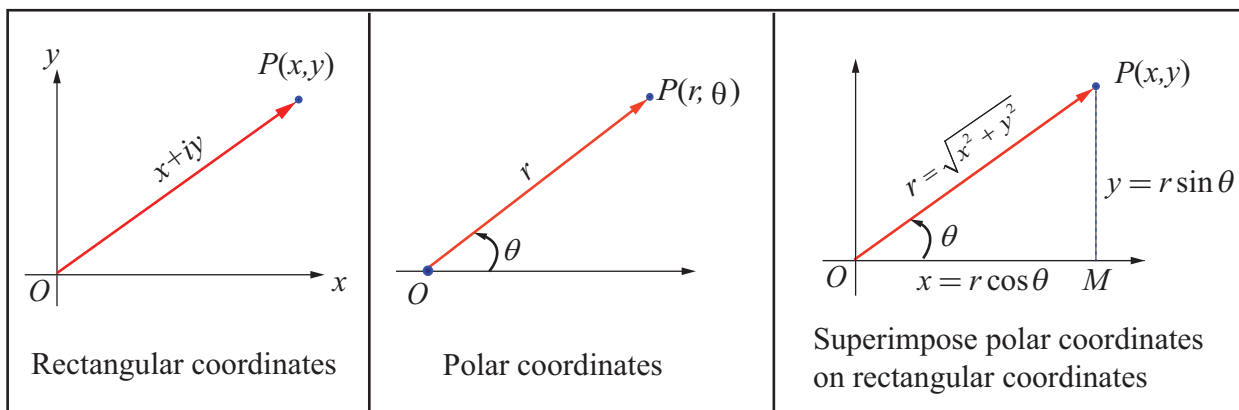 y
P(x,y)
x+iy
O
x
Rectangular coordinates
P(r, θ)
r
θ
O
Polar coordinates
P(x,y)
r = √x² + y²
y = r sin θ
θ
O
x = r cos θ
M
Superimpose polar coordinates
on rectangular coordinates